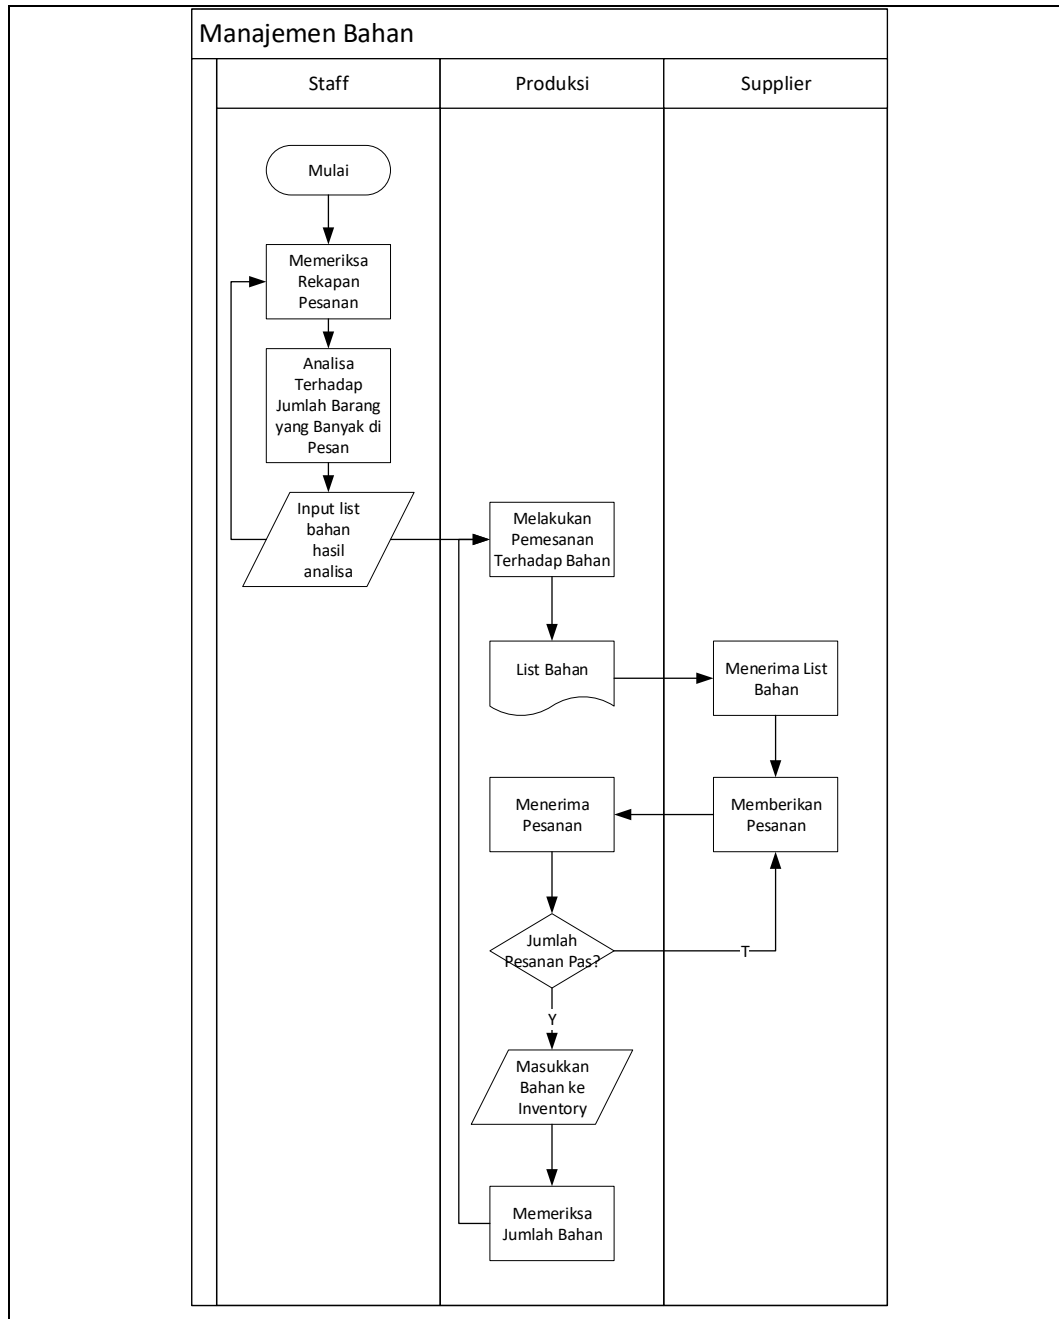 Manajemen Bahan
Staff
Produksi
Supplier
Mulai
Memeriksa
Rekapan
Pesanan
Analisa
Terhadap
Jumlah Barang
yang Banyak di
Pesan
Input list
bahan
hasil
analisa
Melakukan
Pemesanan
Terhadap Bahan
List Bahan
Menerima List
Bahan
Menerima
Pesanan
Memberikan
Pesanan
Jumlah
Pesanan Pas?
T
Y
Masukkan
Bahan ke
Inventory
Memeriksa
Jumlah Bahan